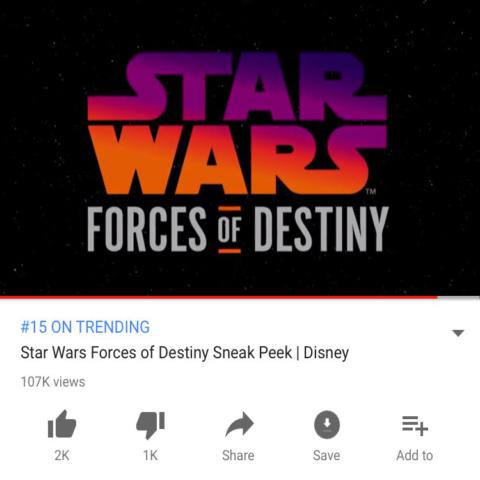 STAR
WARS
TM
FORCES OF DESTINY
#15 ON TRENDING
Star Wars Forces of Destiny Sneak Peek | Disney
107K views
2K 1K Share Save Add to